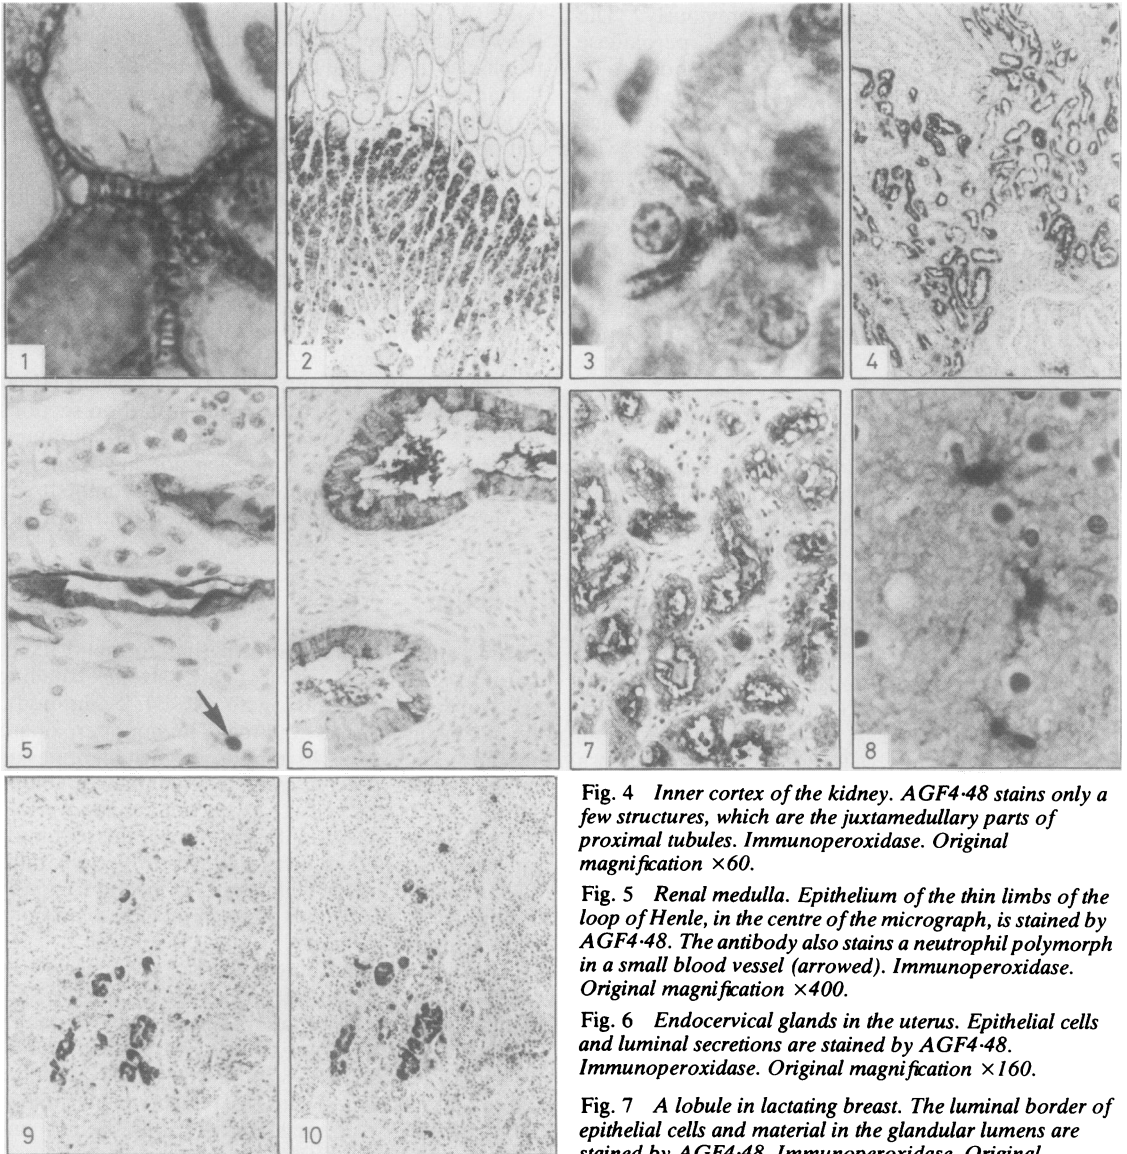 1
2
3
4
5
6
7
8
9
10
Fig. 4 Inner cortex of the kidney. AGF4·48 stains only a
few structures, which are the juxtamedullary parts of
proximal tubules. Immunoperoxidase. Original
magnification ×60.
Fig. 5 Renal medulla. Epithelium of the thin limbs of the
loop of Henle, in the centre of the micrograph, is stained by
AGF4·48. The antibody also stains a neutrophil polymorph
in a small blood vessel (arrowed). Immunoperoxidase.
Original magnification ×400.
Fig. 6 Endocervical glands in the uterus. Epithelial cells
and luminal secretions are stained by AGF4·48.
Immunoperoxidase. Original magnification ×160.
Fig. 7 A lobule in lactating breast. The luminal border of
epithelial cells and material in the glandular lumens are
stained by AGF4·48. Immunoperoxidase. Original